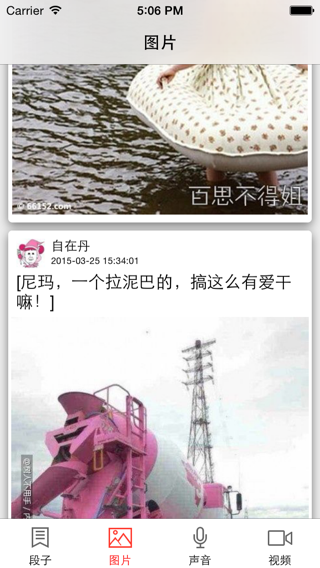 Carrier 5:06 PM
图片
© 66152.com
百思不得姐
自在丹
2015-03-25 15:34:01
[尼玛，一个拉泥巴的，搞这么有爱干
嘛！]
段子
图片
声音
视频